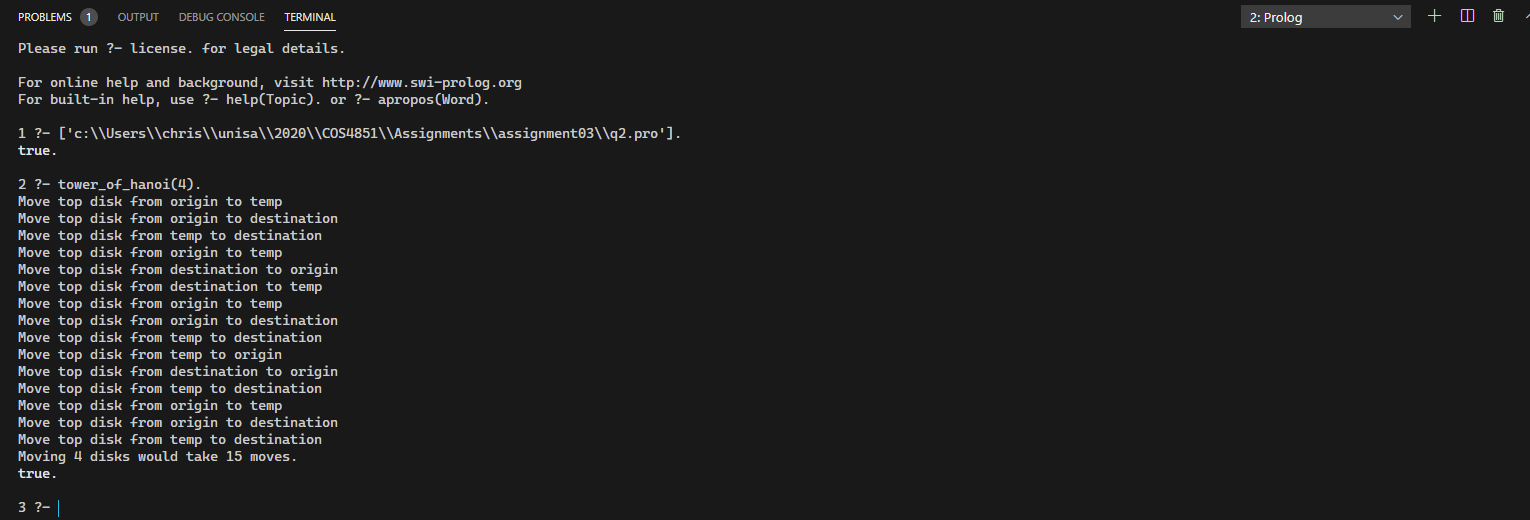 PROBLEMS 1 OUTPUT DEBUG CONSOLE TERMINAL 2: Prolog
Please run ?- license. for legal details.
For online help and background, visit http://www.swi-prolog.org
For built-in help, use ?- help(Topic). or ?- apropos(Word).
1 ?- ['c:\\Users\\chris\\unisa\\2020\\COS4851\\Assignments\\assignment03\\q2.pro'].
true.
2 ?- tower_of_hanoi(4).
Move top disk from origin to temp
Move top disk from origin to destination
Move top disk from temp to destination
Move top disk from origin to temp
Move top disk from destination to origin
Move top disk from destination to temp
Move top disk from origin to temp
Move top disk from origin to destination
Move top disk from temp to destination
Move top disk from temp to origin
Move top disk from destination to origin
Move top disk from temp to destination
Move top disk from origin to temp
Move top disk from origin to destination
Move top disk from temp to destination
Moving 4 disks would take 15 moves.
true.
3 ?-